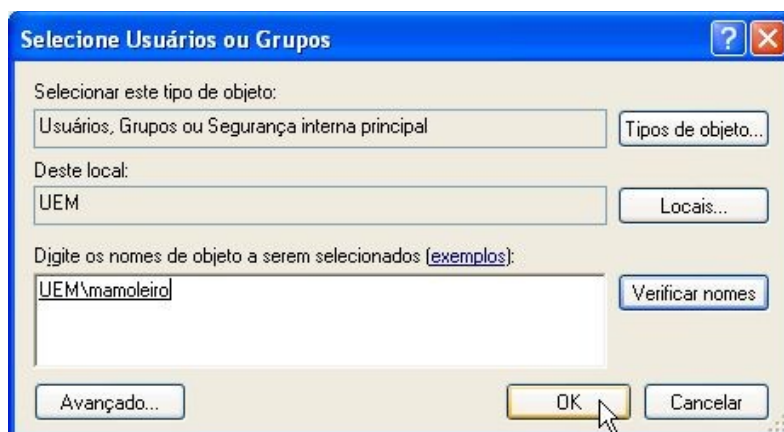 Selecione Usuários ou Grupos
Selecionar este tipo de objeto:
Usuários, Grupos ou Segurança interna principal
Tipos de objeto...
Deste local:
UEM
Locais...
Digite os nomes de objeto a serem selecionados (exemplos):
UEM\mamoleiro
Verificar nomes
Avançado...
OK
Cancelar